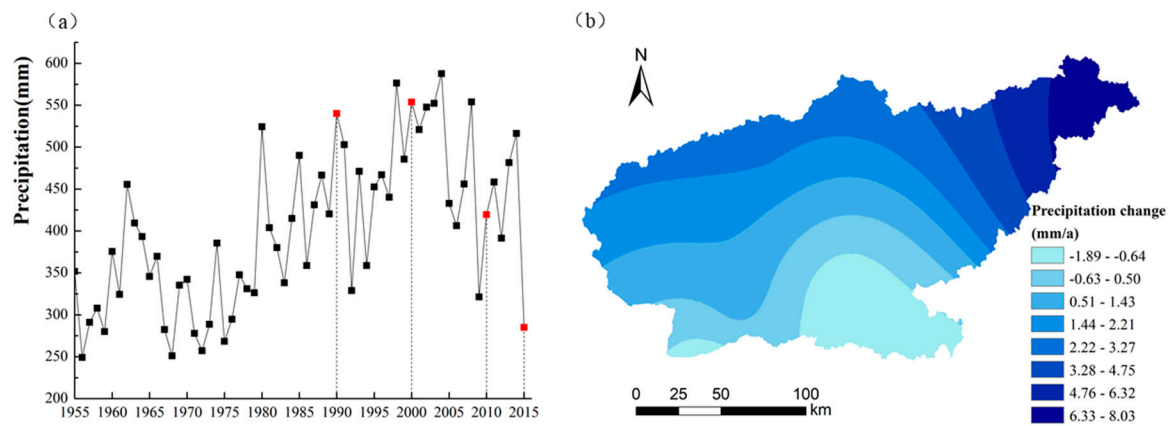 （a）
Precipitation(mm)
600
550
500
450
400
350
300
250
200
1955 1960 1965 1970 1975 1980 1985 1990 1995 2000 2005 2010 2015
（b）
N
Precipitation change
(mm/a)
-1.89 - -0.64
-0.63 - 0.50
0.51 - 1.43
1.44 - 2.21
2.22 - 3.27
3.28 - 4.75
4.76 - 6.32
6.33 - 8.03
0 25 50 100
km